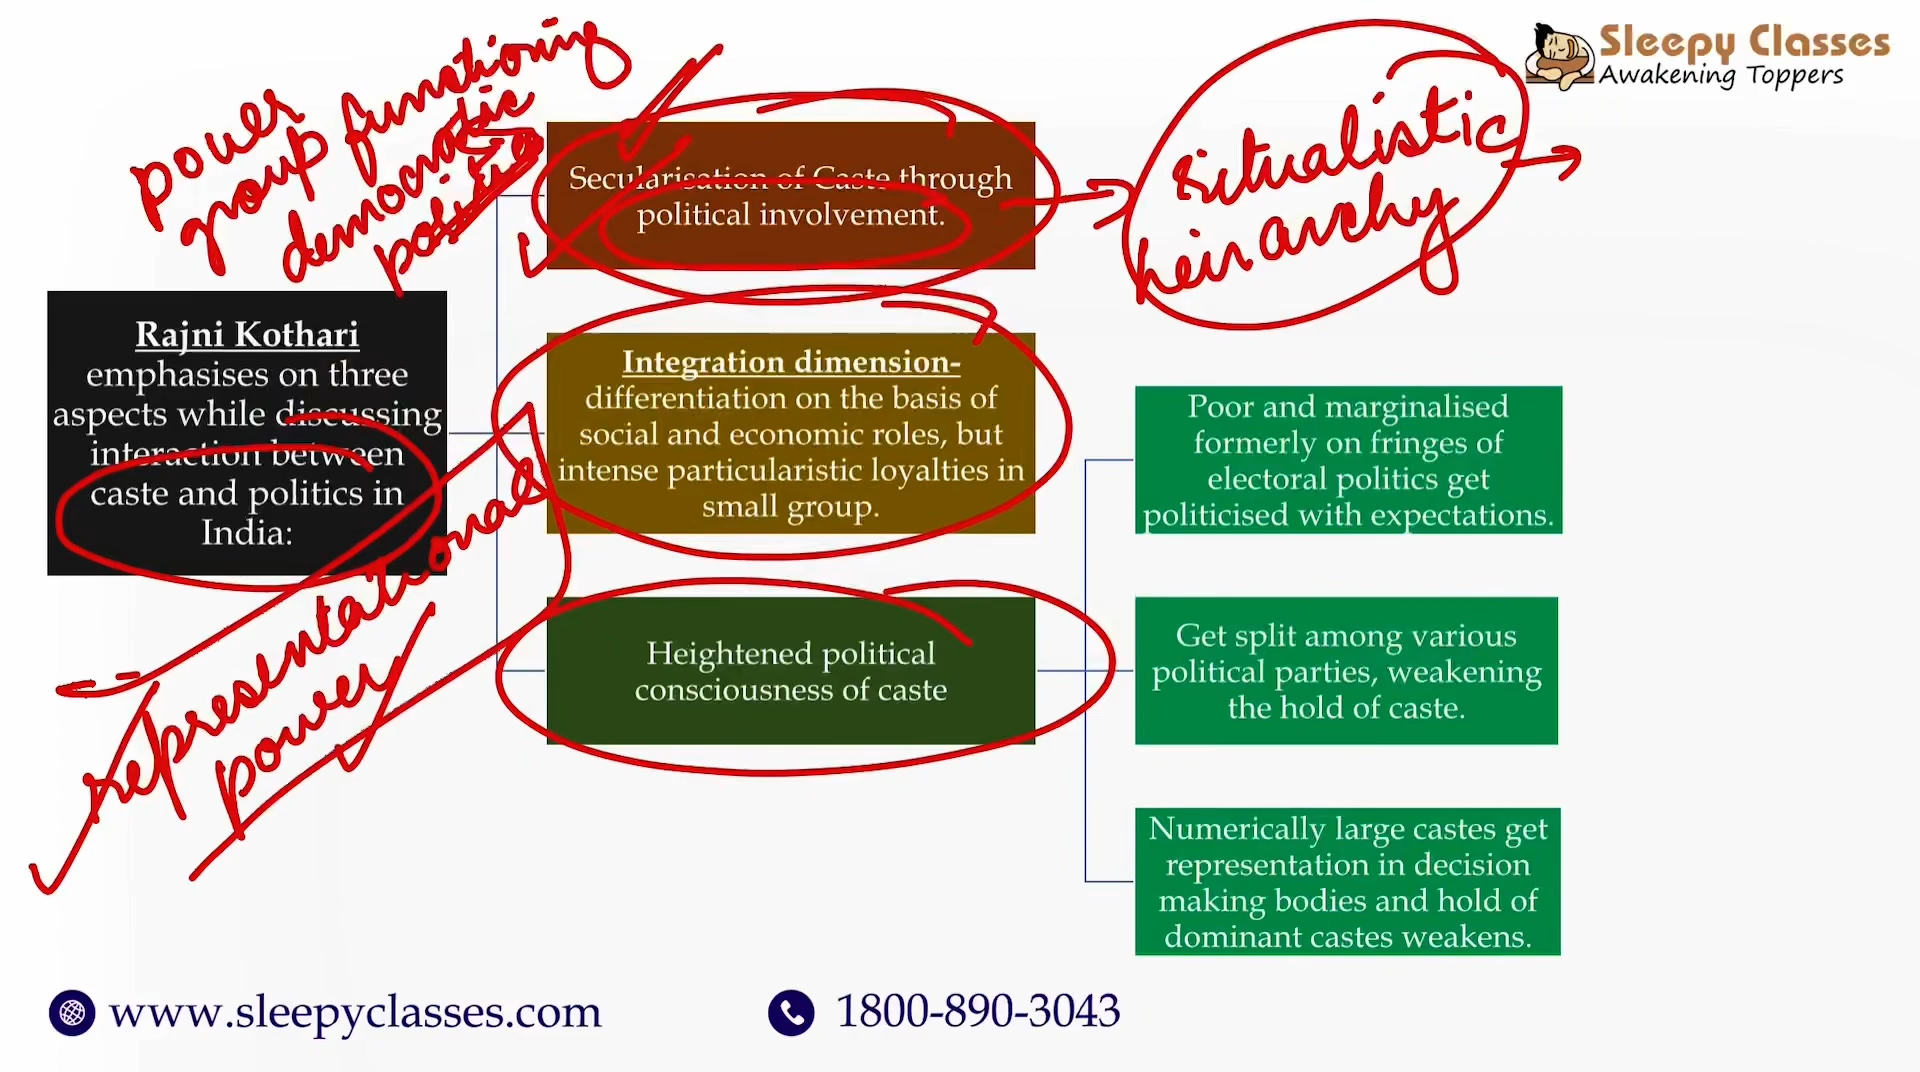 Sleepy Classes
Awakening Toppers
power
group functioning
democratic
politics
Secularisation of Caste through
political involvement.
ritualistic
heirarchy
Rajni Kothari
emphasises on three
aspects while discussing
interaction between
caste and politics in
India:
Integration dimension-
differentiation on the basis of
social and economic roles, but
intense particularistic loyalties in
small group.
Heightened political
consciousness of caste
Poor and marginalised
formerly on fringes of
electoral politics get
politicised with expectations.
Get split among various
political parties, weakening
the hold of caste.
Numerically large castes get
representation in decision
making bodies and hold of
dominant castes weakens.
representational
power
www.sleepyclasses.com
1800-890-3043